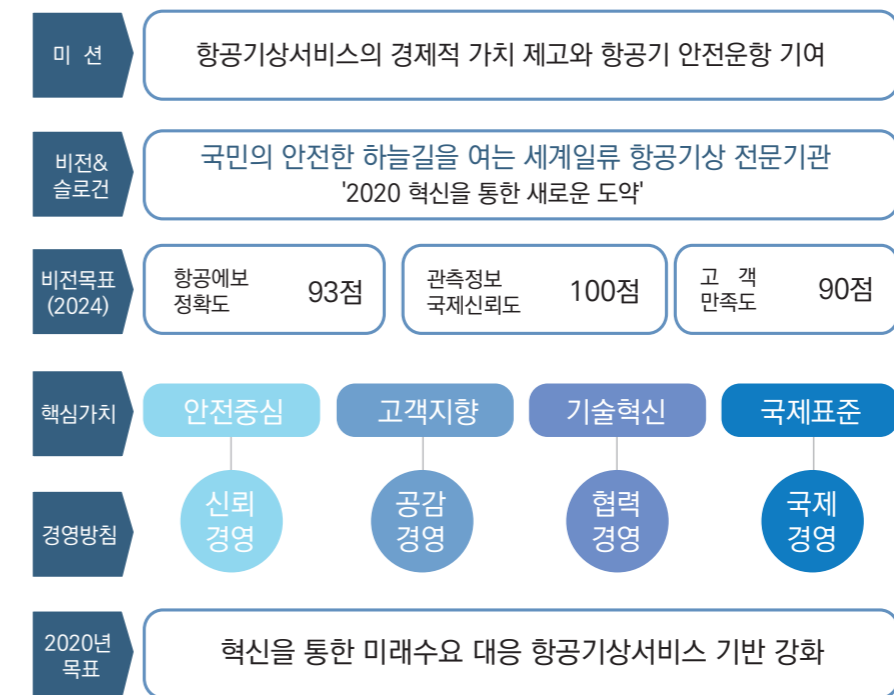 미 션
항공기상서비스의 경제적 가치 제고와 항공기 안전운항 기여
비전&
슬로건
국민의 안전한 하늘길을 여는 세계일류 항공기상 전문기관
'2020 혁신을 통한 새로운 도약'
비전목표
(2024)
항공에보
정확도
93점
관측정보
국제신뢰도
100점
고 객
만족도
90점
핵심가치
안전중심
고객지향
기술혁신
국제표준
경영방침
신뢰
경영
공감
경영
협력
경영
국제
경영
2020년
목표
혁신을 통한 미래수요 대응 항공기상서비스 기반 강화